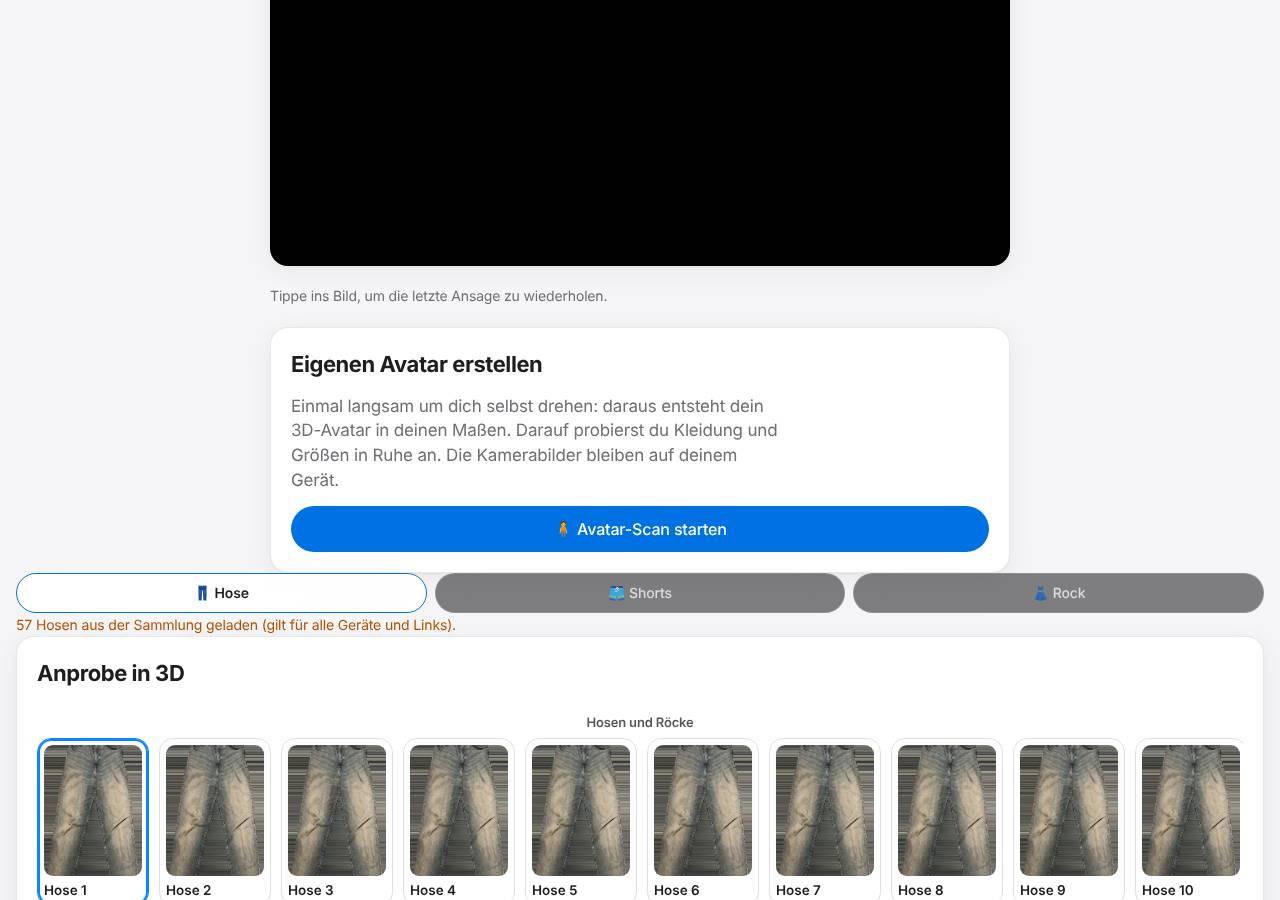 Tippe ins Bild, um die letzte Ansage zu wiederholen.
Eigenen Avatar erstellen
Einmal langsam um dich selbst drehen: daraus entsteht dein
3D-Avatar in deinen Maßen. Darauf probierst du Kleidung und
Größen in Ruhe an. Die Kamerabilder bleiben auf deinem
Gerät.
🧍 Avatar-Scan starten
👖 Hose
🩳 Shorts
👗 Rock
57 Hosen aus der Sammlung geladen (gilt für alle Geräte und Links).
Anprobe in 3D
Hosen und Röcke
Hose 1
Hose 2
Hose 3
Hose 4
Hose 5
Hose 6
Hose 7
Hose 8
Hose 9
Hose 10